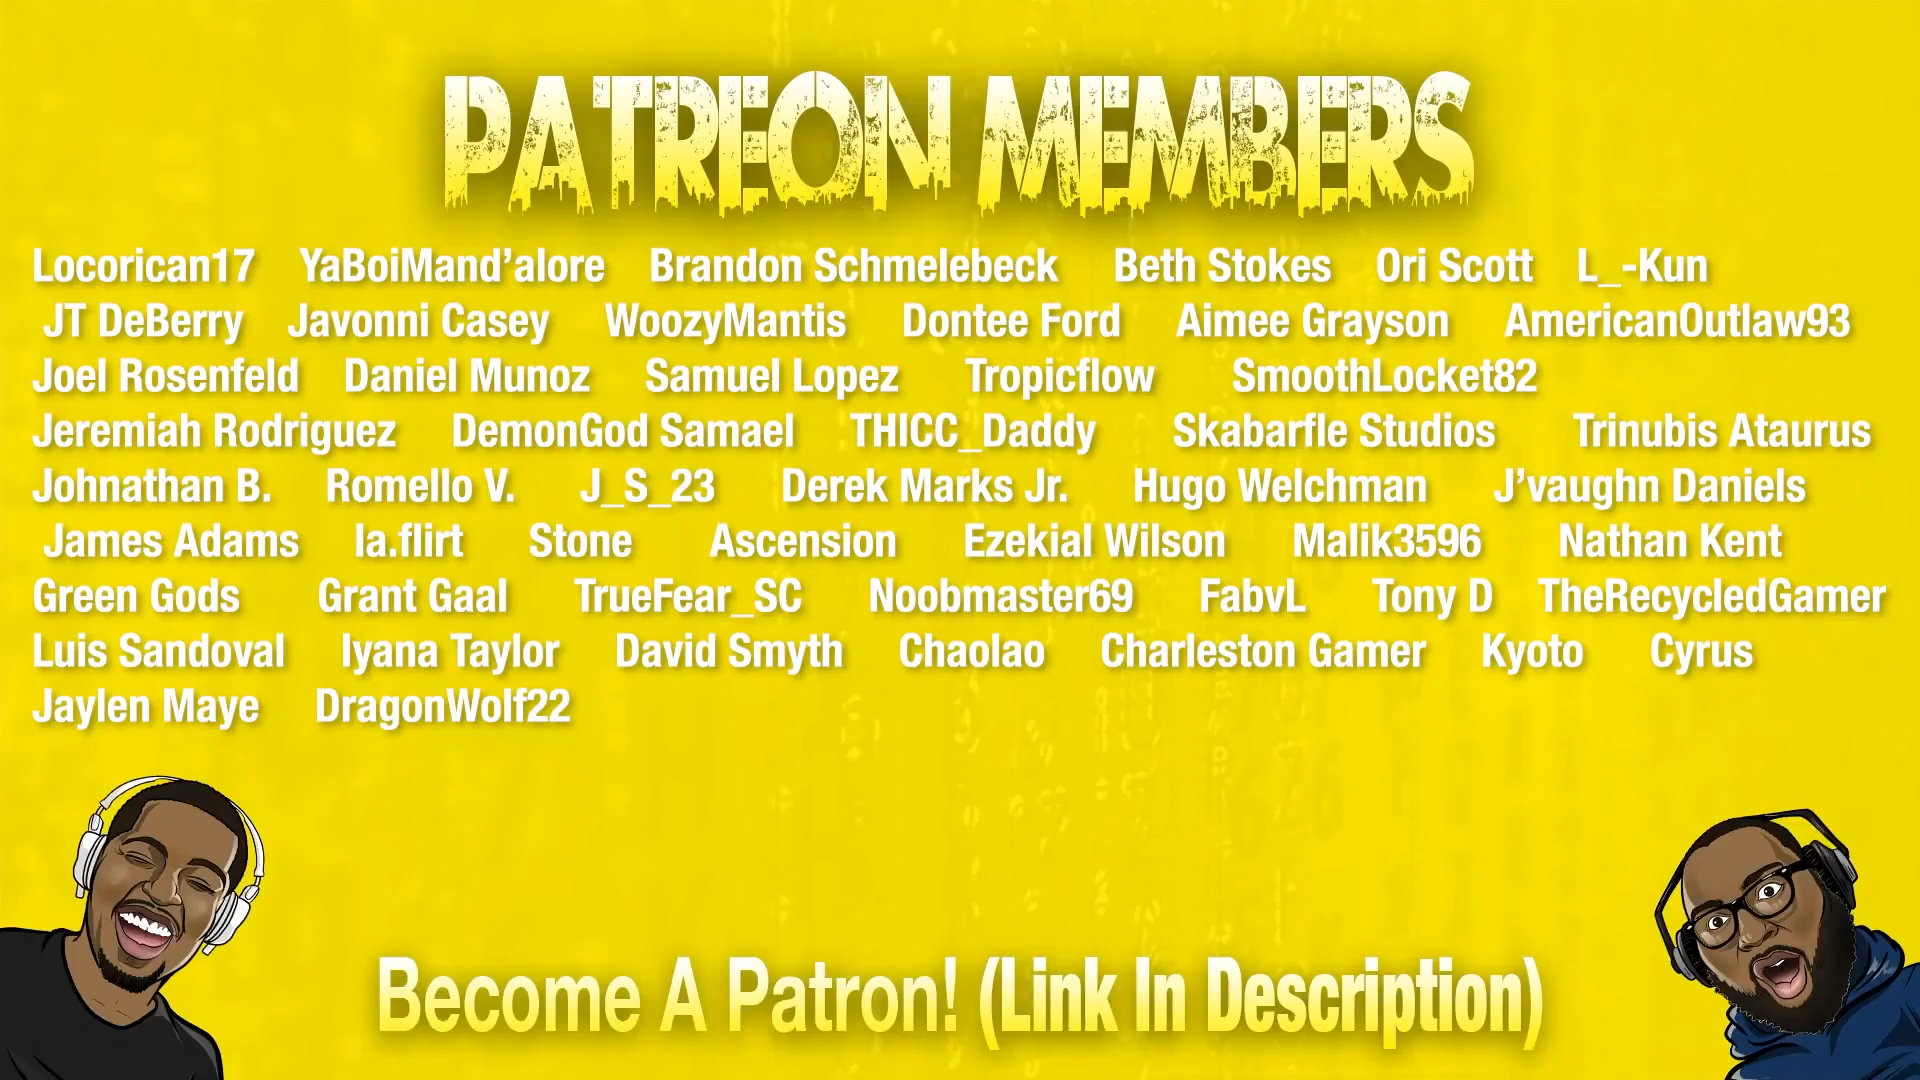 PATREON MEMBERS
Locorican17 YaBoiMand’alore Brandon Schmelebeck Beth Stokes Ori Scott L_-Kun
JT DeBerry Javonni Casey WoozyMantis Dontee Ford Aimee Grayson AmericanOutlaw93
Joel Rosenfeld Daniel Munoz Samuel Lopez Tropicflow SmoothLocket82
Jeremiah Rodriguez DemonGod Samael THICC_Daddy Skabarfle Studios Trinubis Ataurus
Johnathan B. Romello V. J_S_23 Derek Marks Jr. Hugo Welchman J’vaughn Daniels
James Adams Ia.flirt Stone Ascension Ezekial Wilson Malik3596 Nathan Kent
Green Gods Grant Gaal TrueFear_SC Noobmaster69 FabvL Tony D TheRecycledGamer
Luis Sandoval Iyana Taylor David Smyth Chaolao Charleston Gamer Kyoto Cyrus
Jaylen Maye DragonWolf22
Become A Patron! (Link In Description)